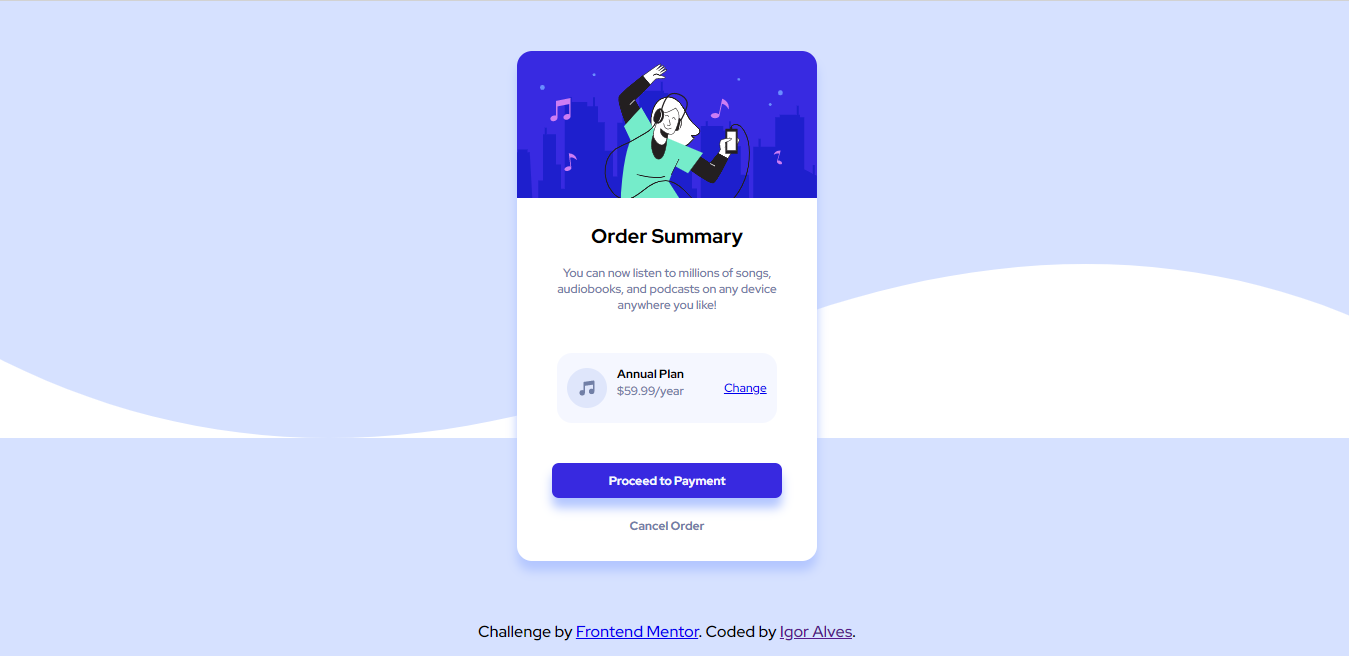 Order Summary
You can now listen to millions of songs,
audiobooks, and podcasts on any device
anywhere you like!
Annual Plan
$59.99/year
Change
Proceed to Payment
Cancel Order
Challenge by Frontend Mentor. Coded by Igor Alves.